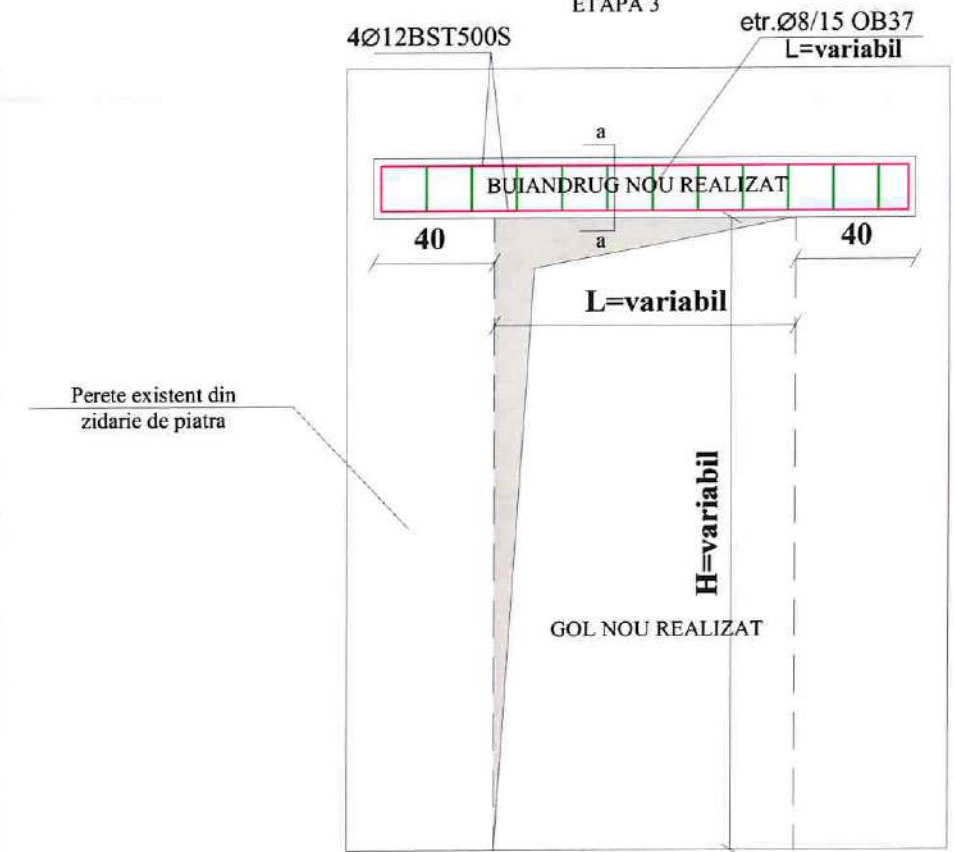 ETAPA 3
4Ø12BST500S
etr.Ø8/15 OB37
L=variabil
a
BUIANDRUG NOU REALIZAT
a
40
40
L=variabil
Perete existent din
zidarie de piatra
H=variabil
GOL NOU REALIZAT